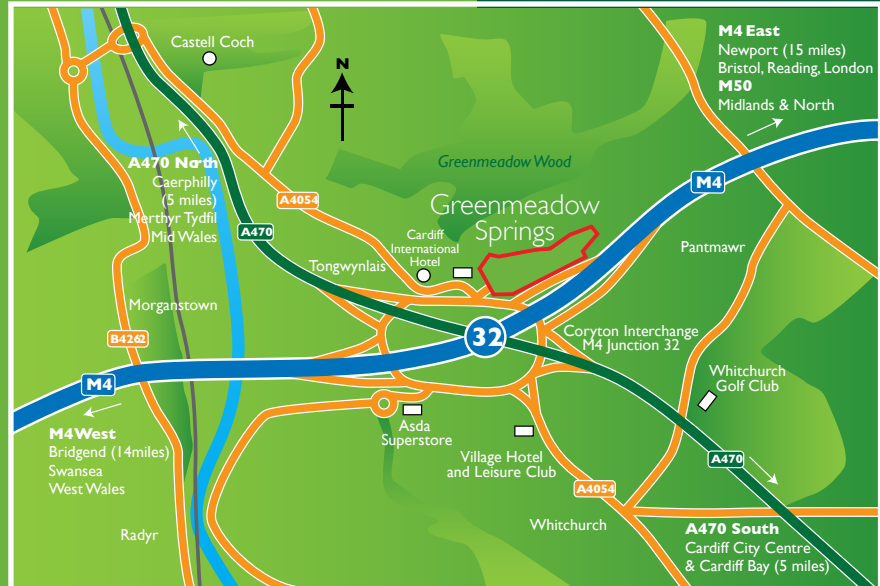 Castell Coch
N
M4 East
Newport (15 miles)
Bristol, Reading, London
M50
Midlands & North
A470 North
Caerphilly
(5 miles)
Merthyr Tydfil
Mid Wales
Greenmeadow Wood
M4
A4054
A470
Greenmeadow
Springs
Cardiff
International
Hotel
Tongwynlais
Pantmawr
Morganstown
B4262
32
Coryton Interchange
M4 Junction 32
M4
Whitchurch
Golf Club
Asda
Superstore
M4 West
Bridgend (14miles)
Swansea
West Wales
Village Hotel
and Leisure Club
A470
A4054
Radyr
Whitchurch
A470 South
Cardiff City Centre
& Cardiff Bay (5 miles)